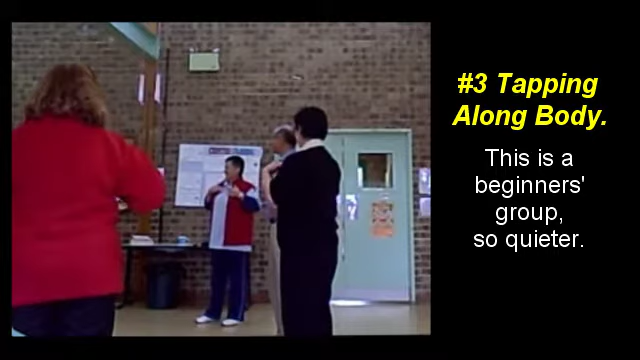 #3 Tapping
Along Body.
This is a
beginners'
group,
so quieter.